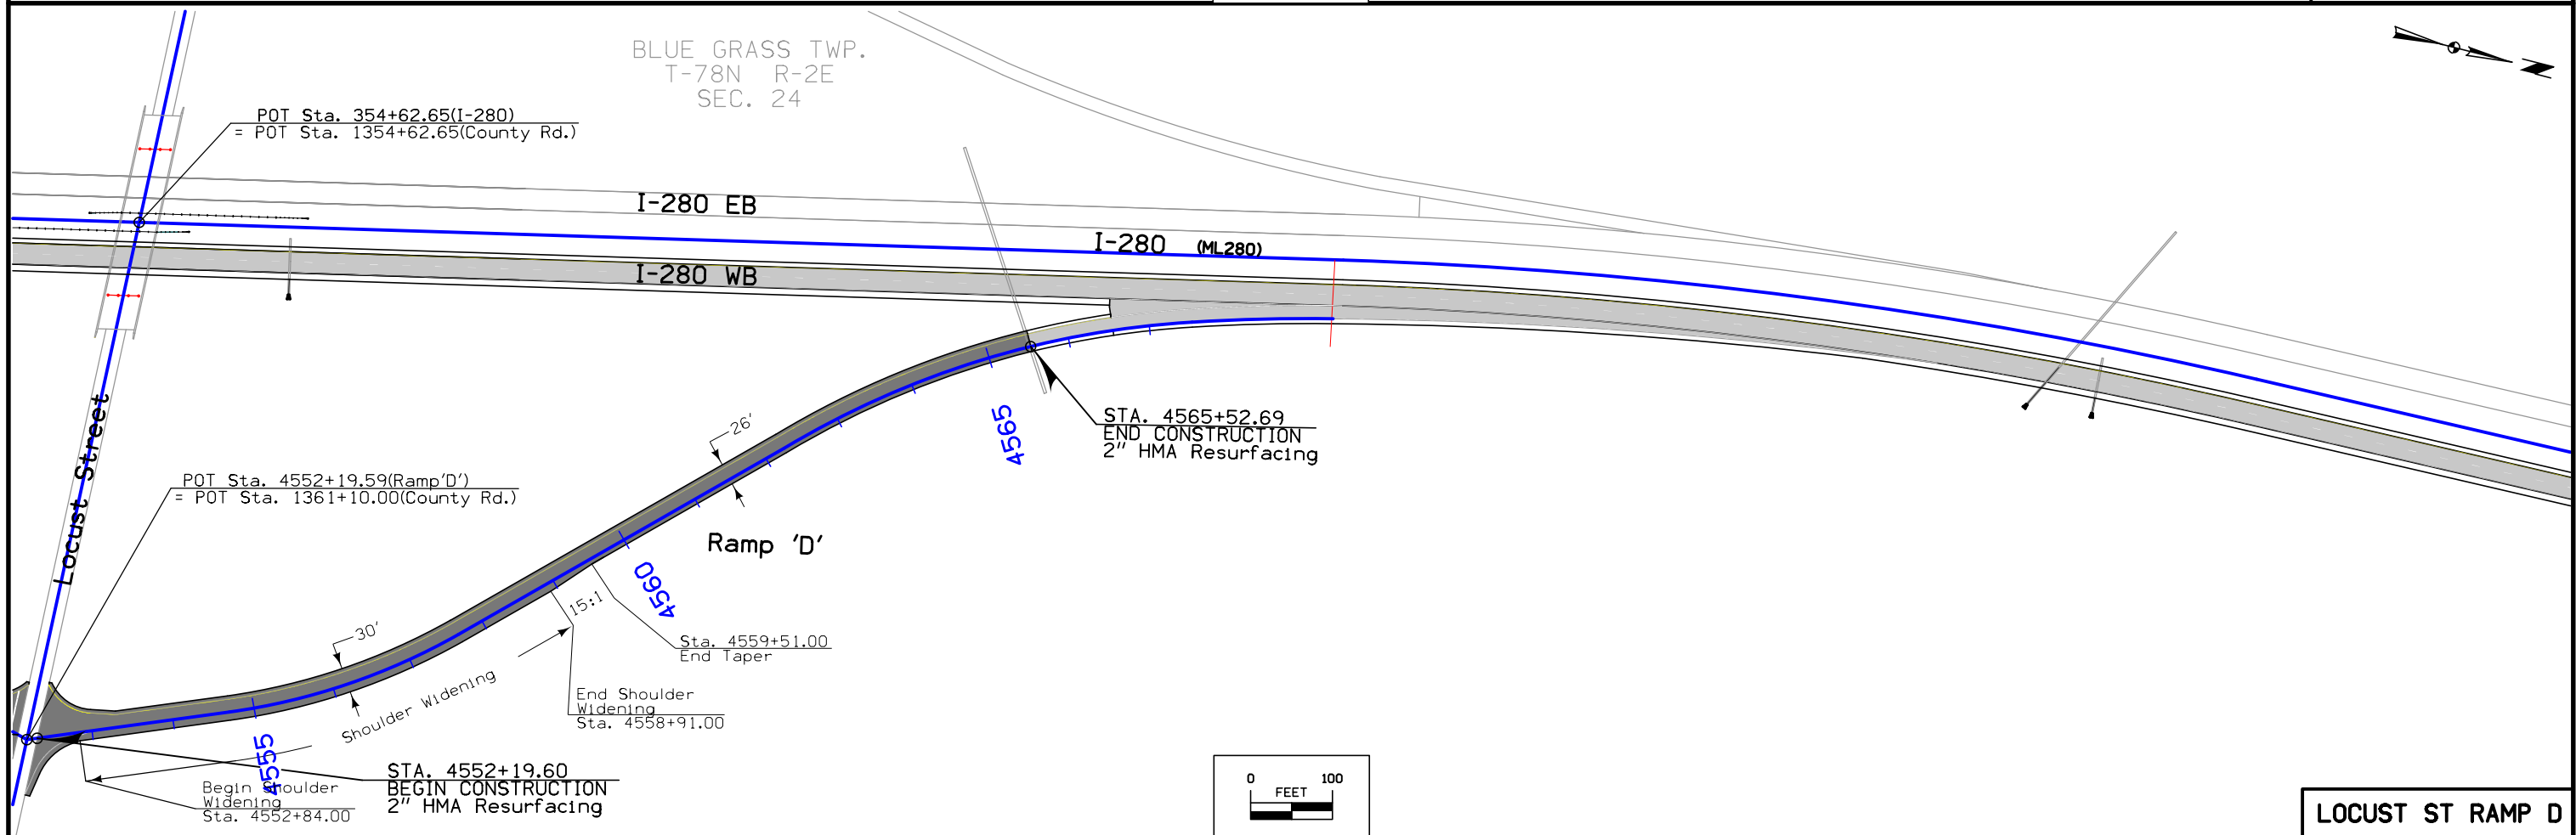 BLUE GRASS TWP.
T-78N R-2E
SEC. 24
N
POT Sta. 354+62.65(I-280)
= POT Sta. 1354+62.65(County Rd.)
I-280 EB
I-280 (ML280)
I-280 WB
Locust Street
POT Sta. 4552+19.59(Ramp'D')
= POT Sta. 1361+10.00(County Rd.)
26'
4565
STA. 4565+52.69
END CONSTRUCTION
2" HMA Resurfacing
Ramp 'D'
4560
15:1
30'
Sta. 4559+51.00
End Taper
Shoulder Widening
End Shoulder
Widening
Sta. 4558+91.00
4555
STA. 4552+19.60
BEGIN CONSTRUCTION
2" HMA Resurfacing
Begin Shoulder
Widening
Sta. 4552+84.00
0 100
FEET
LOCUST ST RAMP D